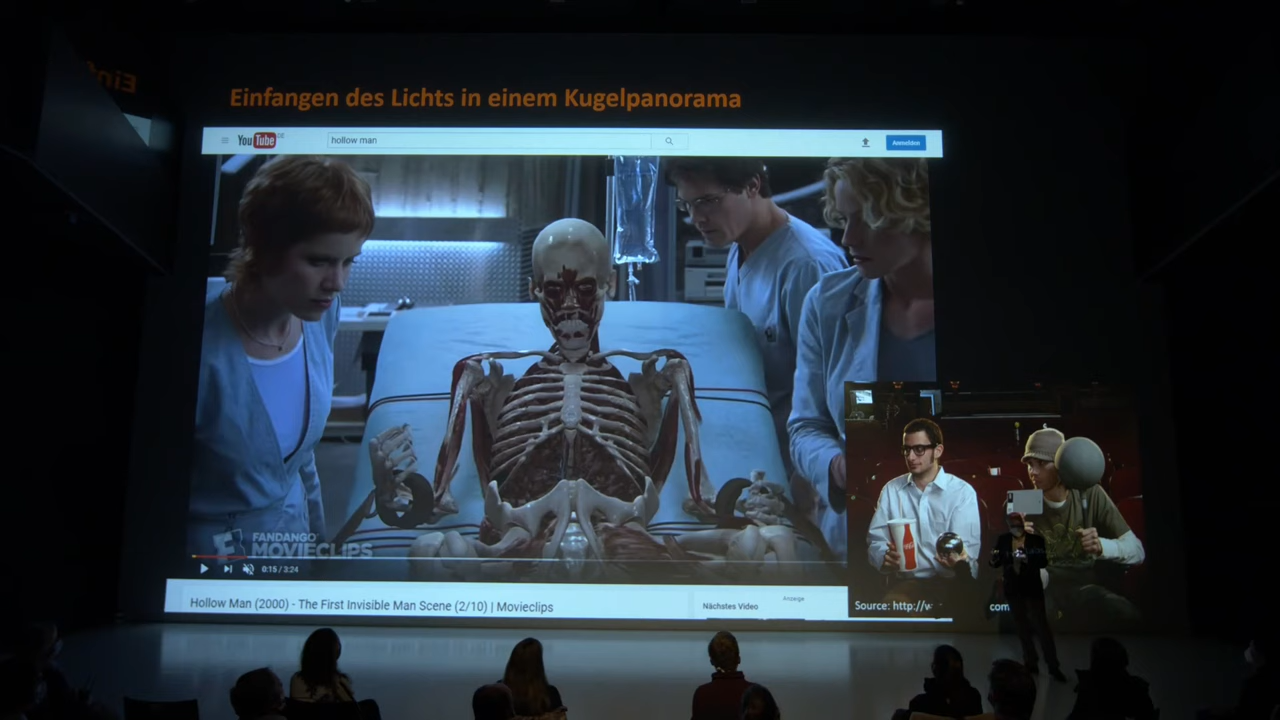 Einfangen des Lichts in einem Kugelpanorama
YouTube DE
hollow man
Anmelden
FANDANGO
MOVIECLIPS
0:15 / 3:24
Hollow Man (2000) - The First Invisible Man Scene (2/10) | Movieclips
Anzeige
Nächstes Video
Source: http://w
com